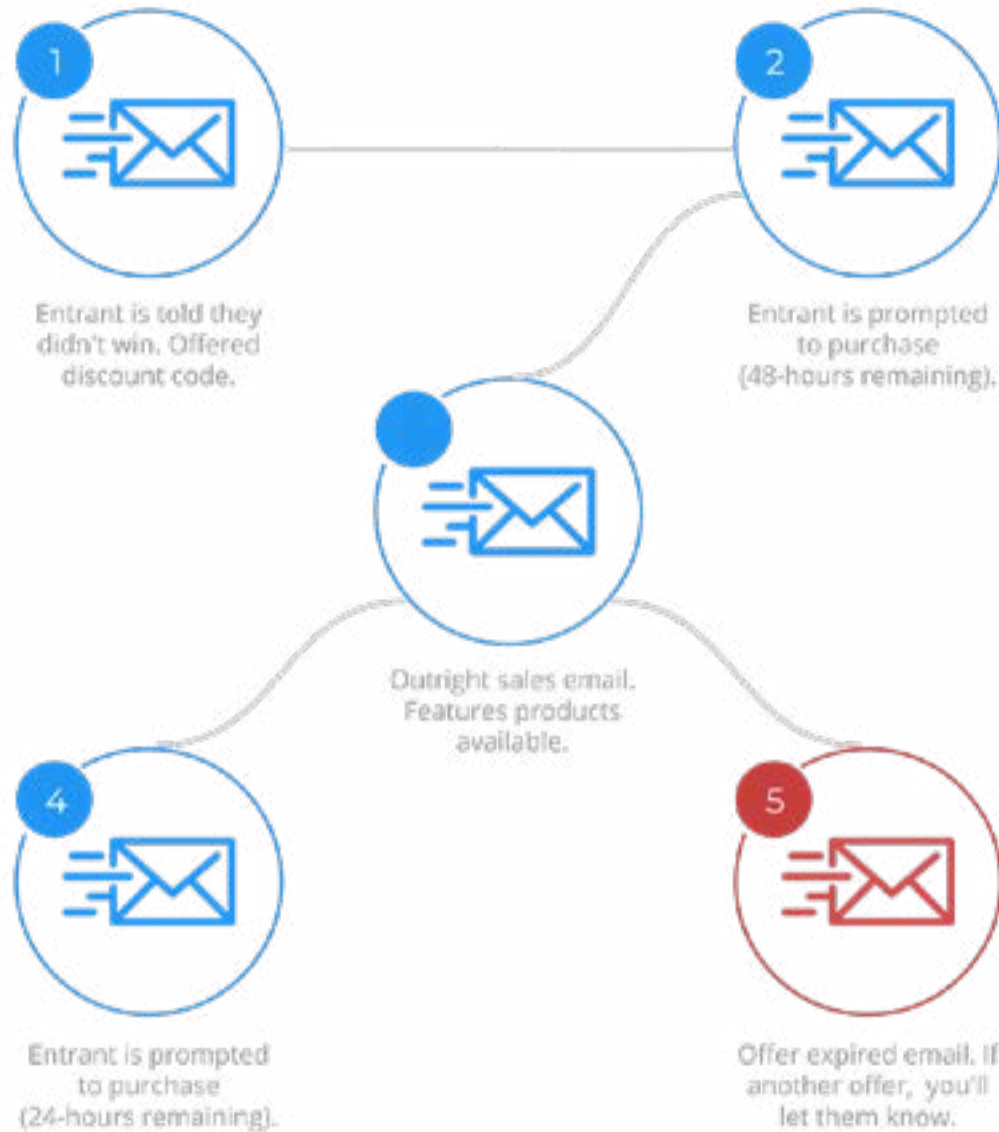 1
Entrant is told they
didn't win. Offered
discount code.
2
Entrant is prompted
to purchase
(48-hours remaining).
Outright sales email.
Features products
available.
4
Entrant is prompted
to purchase
(24-hours remaining).
5
Offer expired email. If
another offer, you'll
let them know.